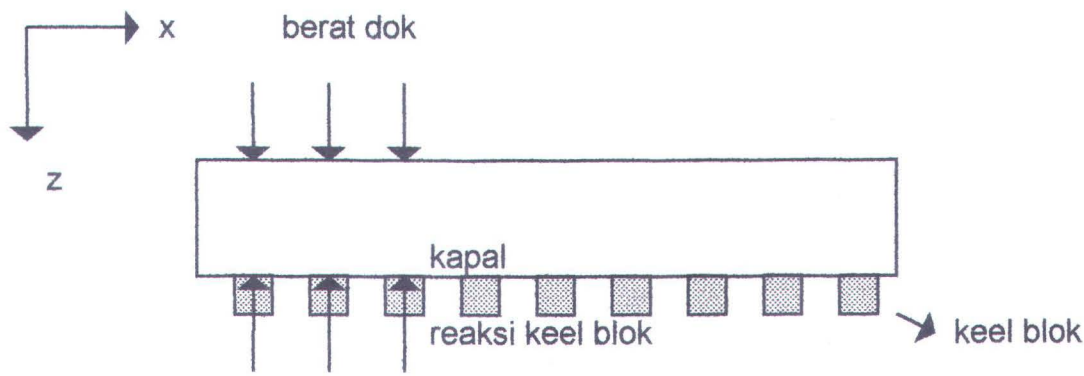 x
berat dok
z
kapal
reaksi keel blok
keel blok